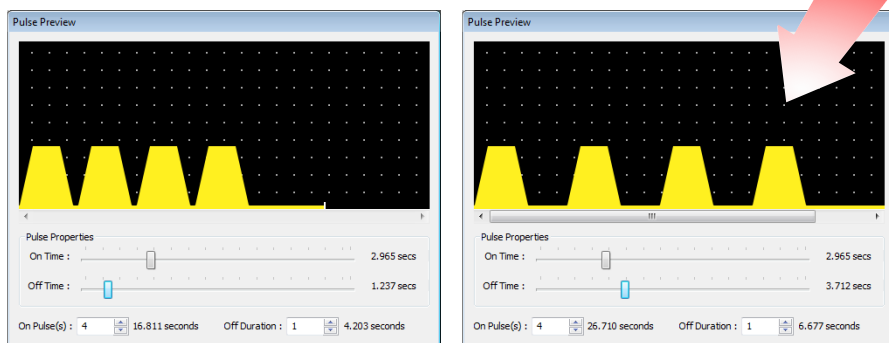 Pulse Preview
Pulse Properties
On Time : 2.965 secs
Off Time : 1.237 secs
On Pulse(s) : 4 16.811 seconds Off Duration : 1 4.203 seconds
Pulse Preview
Pulse Properties
On Time : 2.965 secs
Off Time : 3.712 secs
On Pulse(s) : 4 26.710 seconds Off Duration : 1 6.677 seconds